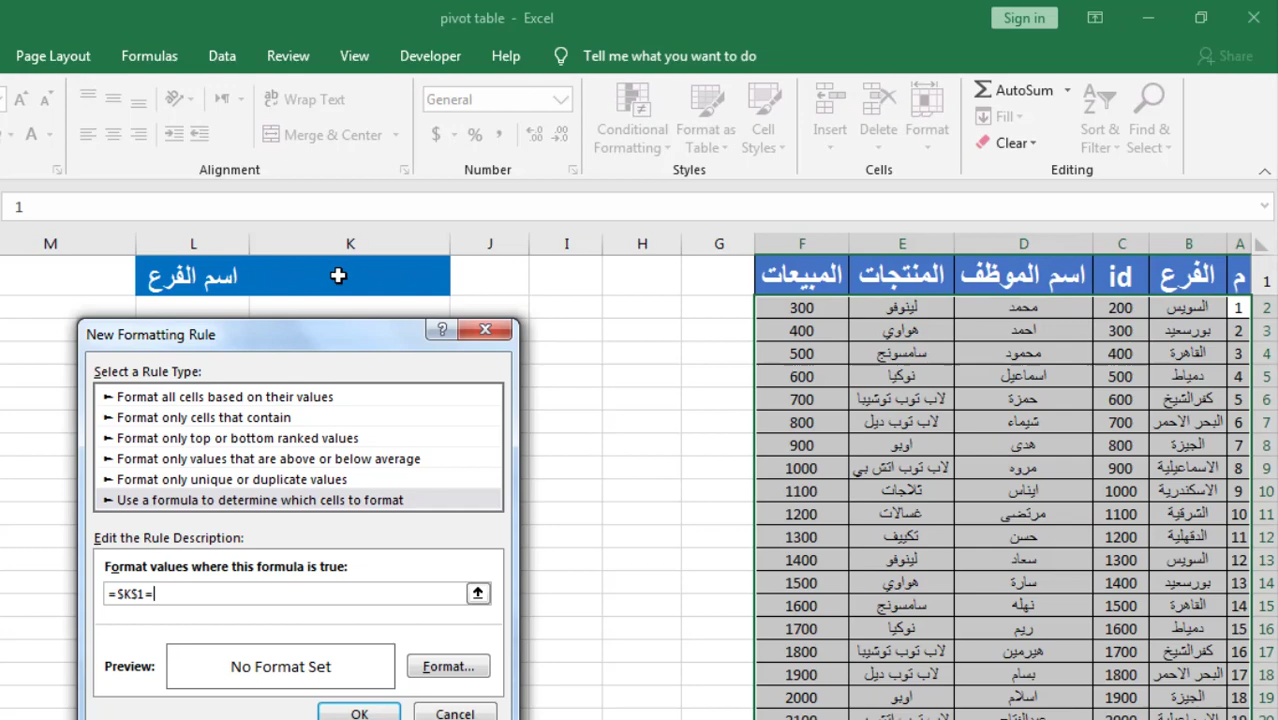 pivot table - Excel
Sign in
Page Layout Formulas Data Review View Developer Help Tell me what you want to do Share
A A Wrap Text General AutoSum
A Merge & Center $ % , Conditional Formatting Format as Table Cell Styles Insert Delete Format Fill Clear Sort & Filter Find & Select
Alignment Number Styles Cells Editing
1
M L K J I H G F E D C B A
اسم الفرع
م الفرع id اسم الموظف المنتجات المبيعات 1
1 السويس 200 محمد لينوفو 300 2
2 بورسعيد 300 احمد هواوي 400 3
3 القاهرة 400 محمود سامسونج 500 4
4 دمياط 500 اسماعيل نوكيا 600 5
5 كفرالشيخ 600 حمزة لاب توب توشيبا 700 6
6 البحر الاحمر 700 شيماء لاب توب ديل 800 7
7 الجيزة 800 هدى اوبو 900 8
8 الاسماعيلية 900 مروه لاب توب اتش بي 1000 9
9 الاسكندرية 1000 ايناس ثلاجات 1100 10
10 الشرقية 1100 مرتضى غسالات 1200 11
11 الدقهلية 1200 حسن تكييف 1300 12
12 السويس 1300 سعاد لينوفو 1400 13
13 بورسعيد 1400 سارة هواوي 1500 14
14 القاهرة 1500 نهله سامسونج 1600 15
15 دمياط 1600 ريم نوكيا 1700 16
16 كفرالشيخ 1700 هيرمين لاب توب توشيبا 1800 17
17 البحر الاحمر 1800 بسام لاب توب ديل 1900 18
18 الجيزة 1900 اسلام اوبو 2000 19
New Formatting Rule
Select a Rule Type:
► Format all cells based on their values
► Format only cells that contain
► Format only top or bottom ranked values
► Format only values that are above or below average
► Format only unique or duplicate values
► Use a formula to determine which cells to format
Edit the Rule Description:
Format values where this formula is true:
=$K$1=
Preview: No Format Set Format...
OK Cancel